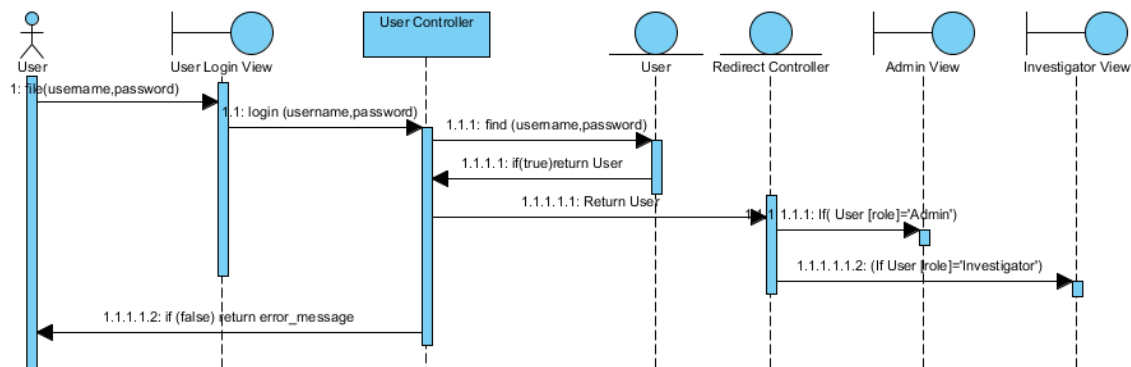 User Controller
User
User Login View
User
Redirect Controller
Admin View
Investigator View
1: file(username,password)
1.1: login (username,password)
1.1.1: find (username,password)
1.1.1.1: if(true)return User
1.1.1.1.1: Return User
1.1.1.1.1.1: If( User [role]='Admin')
1.1.1.1.1.2: (If User [role]='Investigator')
1.1.1.1.2: if (false) return error_message